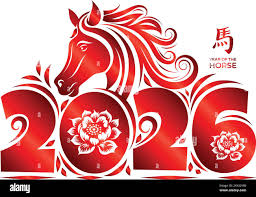 馬
YEAR OF THE
HORSE
2026
alamy